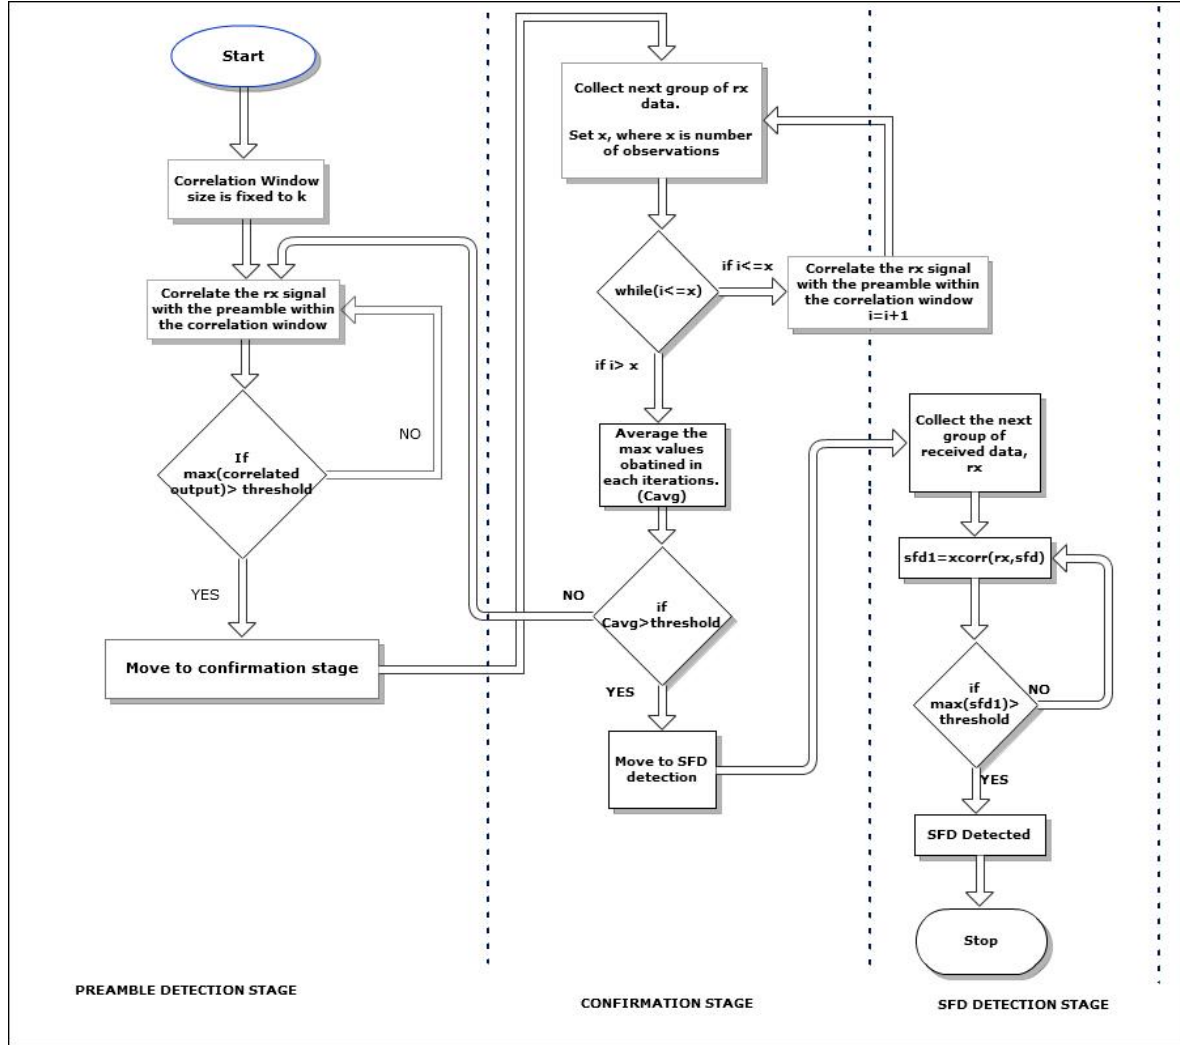 Start
Correlation Window
size is fixed to k
Correlate the rx signal
with the preamble within
the correlation window
NO
If
max(correlated
output)> threshold
YES
Move to confirmation stage
PREAMBLE DETECTION STAGE
Collect next group of rx
data.
Set x, where x is number
of observations
while(i<=x)
if i<=x
Correlate the rx signal
with the preamble within
the correlation window
i=i+1
if i> x
Average the
max values
obatined in
each iterations.
(Cavg)
NO
if
Cavg>threshold
YES
Move to SFD
detection
CONFIRMATION STAGE
Collect the next
group of
received data,
rx
sfd1=xcorr(rx,sfd)
if
max(sfd1)>
threshold
NO
YES
SFD Detected
Stop
SFD DETECTION STAGE